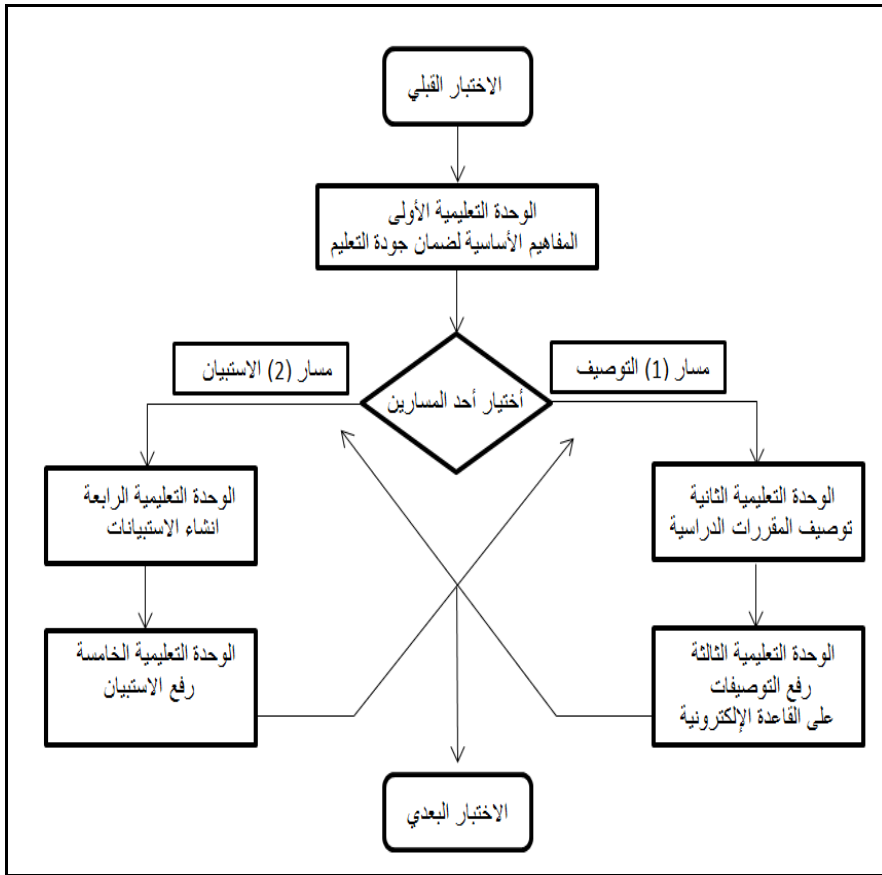 الاختبار القبلي
الوحدة التعليمية الأولى
المفاهيم الأساسية لضمان جودة التعليم
مسار (1) التوصيف
مسار (2) الاستبيان
أختيار أحد المسارين
الوحدة التعليمية الثانية
توصيف المقررات الدراسية
الوحدة التعليمية الرابعة
انشاء الاستبيانات
الوحدة التعليمية الثالثة
رفع التوصيفات
على القاعدة الإلكترونية
الوحدة التعليمية الخامسة
رفع الاستبيان
الاختبار البعدي